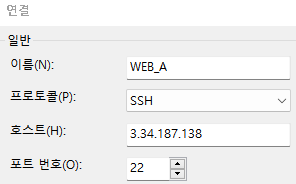 연결
일반
이름(N): WEB_A
프로토콜(P): SSH
호스트(H): 3.34.187.138
포트 번호(O): 22